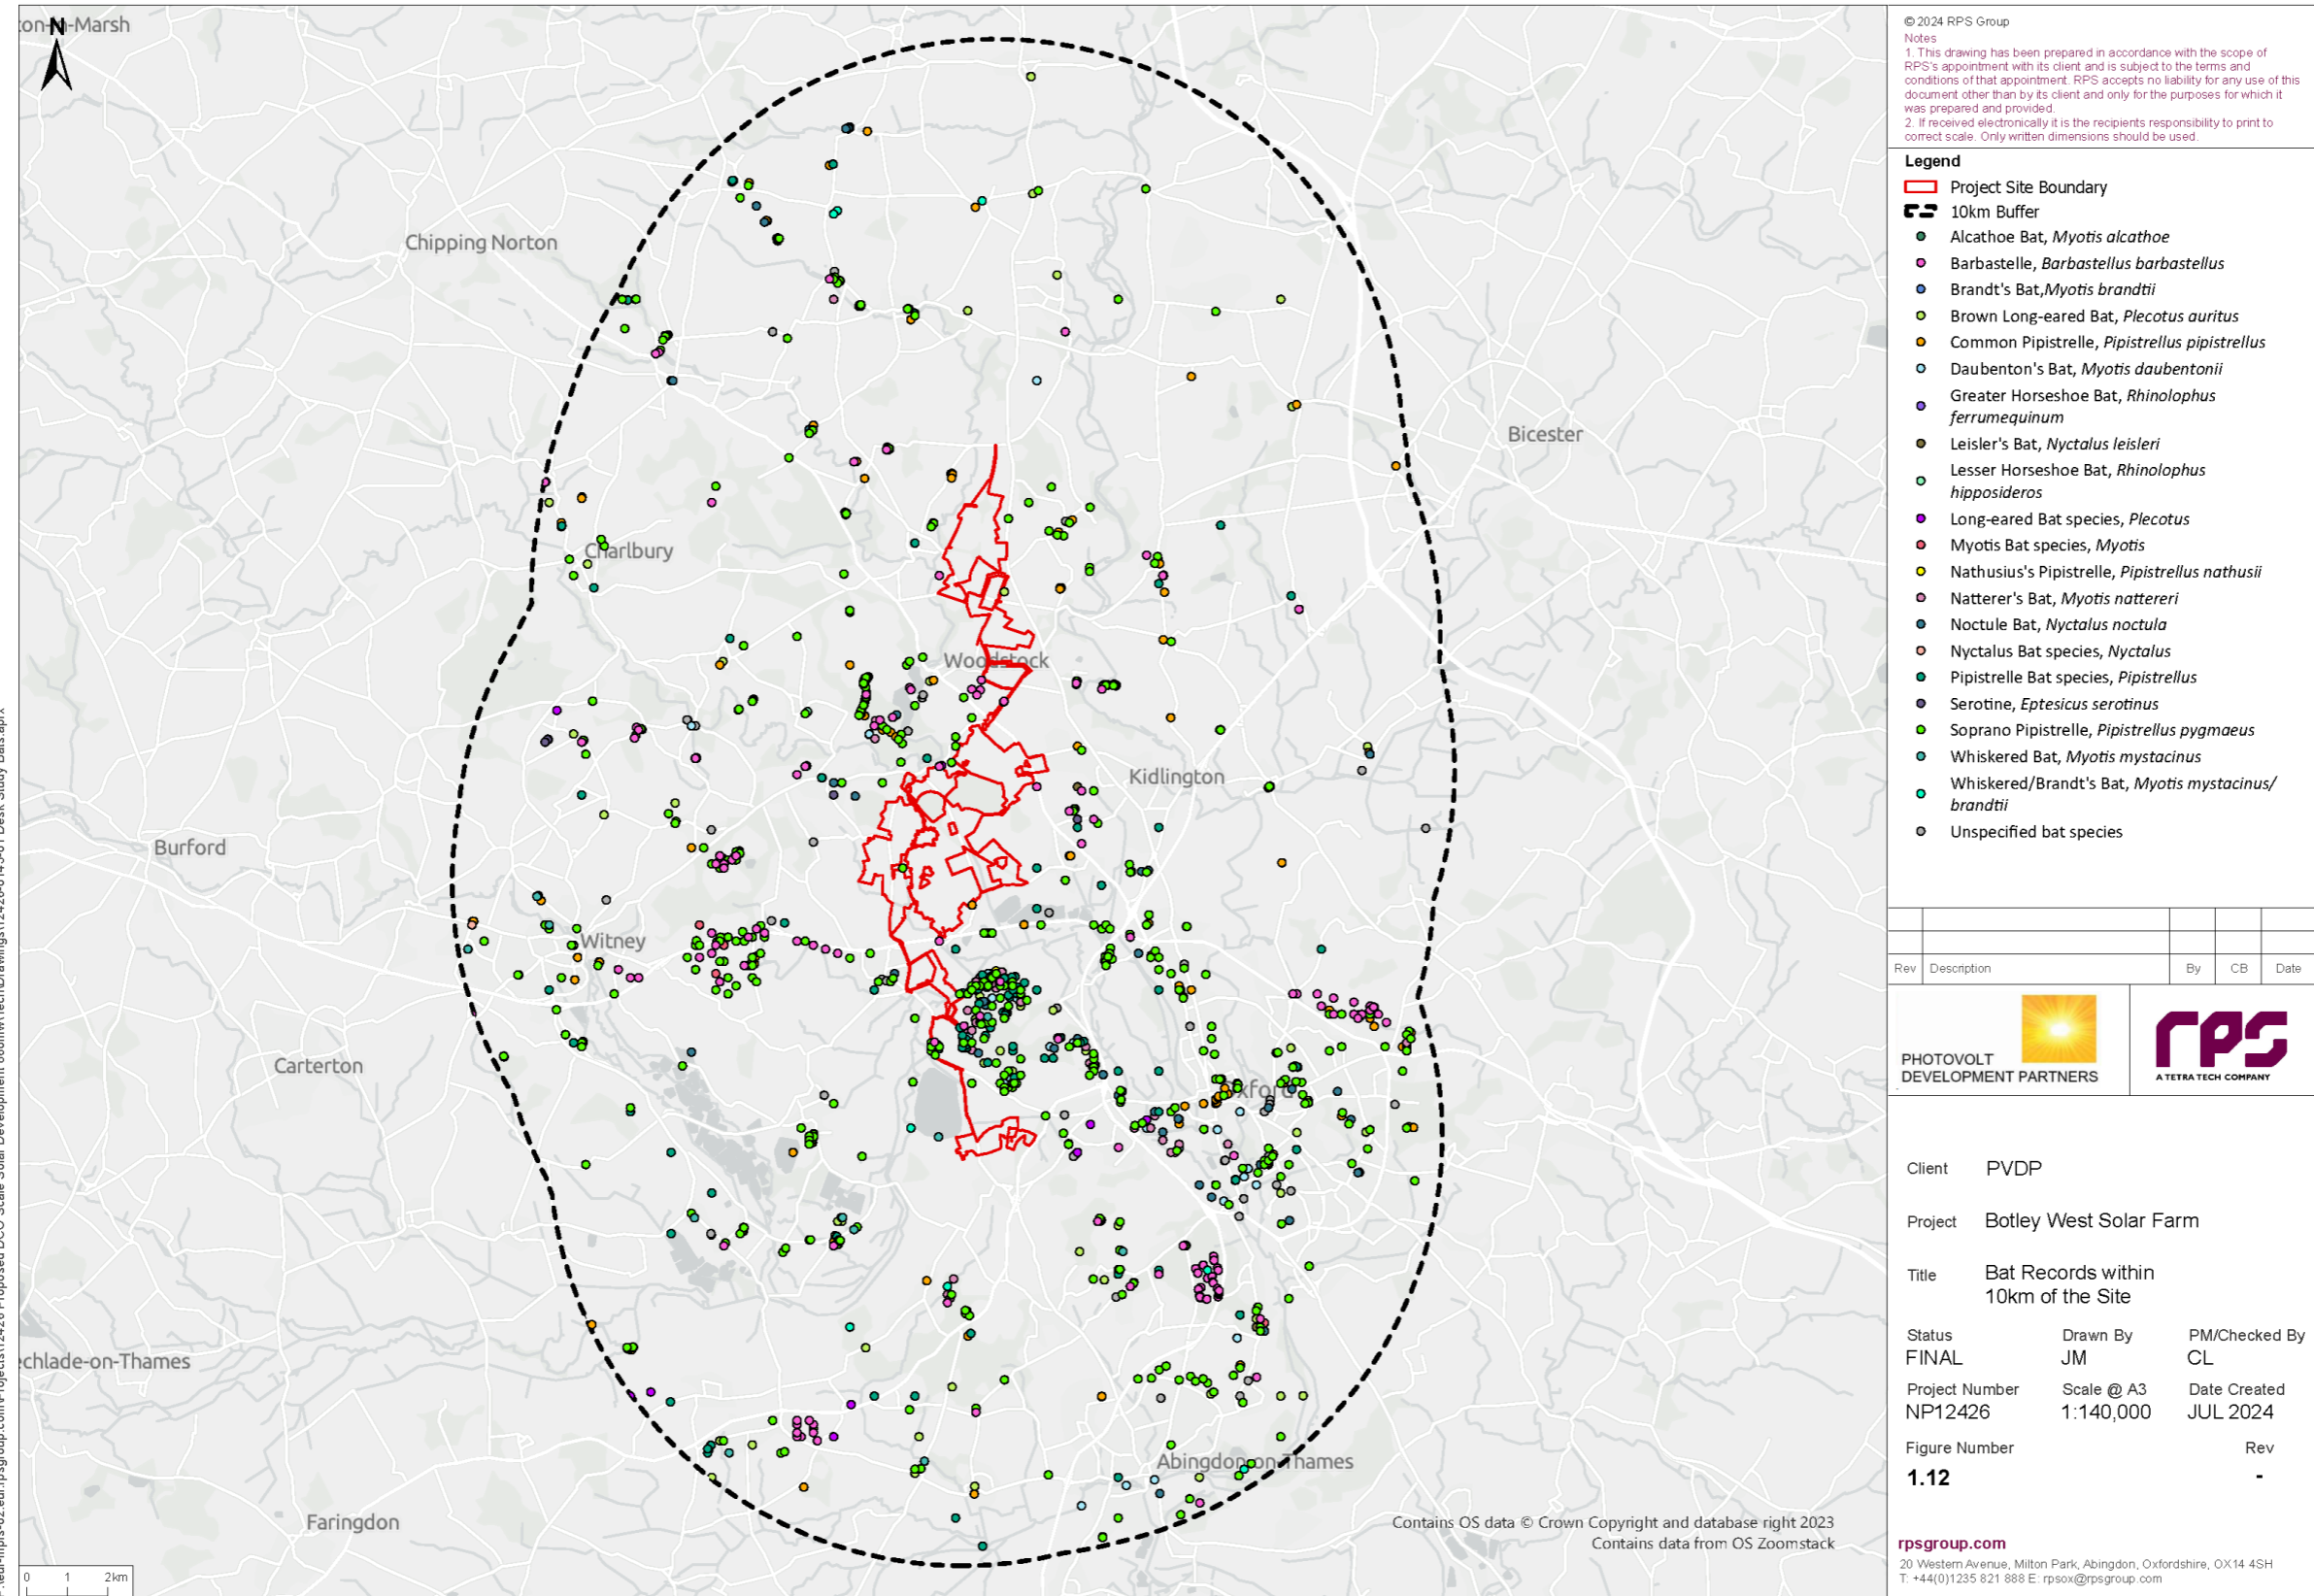 on-in-Marsh
N
Chipping Norton
Bicester
Charlbury
Woodstock
Kidlington
Burford
Witney
Carterton
Oxford
echlade-on-Thames
Abingdon-on-Thames
Faringdon
Contains OS data © Crown Copyright and database right 2023
Contains data from OS Zoomstack
0 1 2km
© 2024 RPS Group
Notes
1. This drawing has been prepared in accordance with the scope of
RPS's appointment with its client and is subject to the terms and
conditions of that appointment. RPS accepts no liability for any use of this
document other than by its client and only for the purposes for which it
was prepared and provided.
2. If received electronically it is the recipients responsibility to print to
correct scale. Only written dimensions should be used.
Legend
Project Site Boundary
10km Buffer
Alcathoe Bat, Myotis alcathoe
Barbastelle, Barbastellus barbastellus
Brandt's Bat,Myotis brandtii
Brown Long-eared Bat, Plecotus auritus
Common Pipistrelle, Pipistrellus pipistrellus
Daubenton's Bat, Myotis daubentonii
Greater Horseshoe Bat, Rhinolophus
ferrumequinum
Leisler's Bat, Nyctalus leisleri
Lesser Horseshoe Bat, Rhinolophus
hipposideros
Long-eared Bat species, Plecotus
Myotis Bat species, Myotis
Nathusius's Pipistrelle, Pipistrellus nathusii
Natterer's Bat, Myotis nattereri
Noctule Bat, Nyctalus noctula
Nyctalus Bat species, Nyctalus
Pipistrelle Bat species, Pipistrellus
Serotine, Eptesicus serotinus
Soprano Pipistrelle, Pipistrellus pygmaeus
Whiskered Bat, Myotis mystacinus
Whiskered/Brandt's Bat, Myotis mystacinus/
brandtii
Unspecified bat species
Rev Description By CB Date
PHOTOVOLT
DEVELOPMENT PARTNERS
rps
A TETRA TECH COMPANY
Client PVDP
Project Botley West Solar Farm
Title Bat Records within
10km of the Site
Status Drawn By PM/Checked By
FINAL JM CL
Project Number Scale @ A3 Date Created
NP12426 1:140,000 JUL 2024
Figure Number Rev
1.12 -
rpsgroup.com
20 Western Avenue, Milton Park, Abingdon, Oxfordshire, OX14 4SH
T: +44(0)1235 821 888 E: rpsox@rpsgroup.com